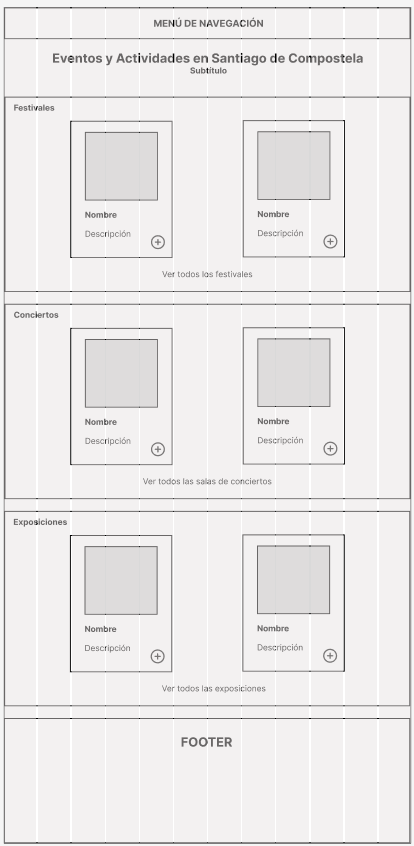 MENÚ DE NAVEGACIÓN
Eventos y Actividades en Santiago de Compostela
Subtítulo
Festivales
Nombre
Nombre
Descripción
Descripción
Ver todos los festivales
Conciertos
Nombre
Nombre
Descripción
Descripción
Ver todos las salas de conciertos
Exposiciones
Nombre
Nombre
Descripción
Descripción
Ver todos las exposiciones
FOOTER